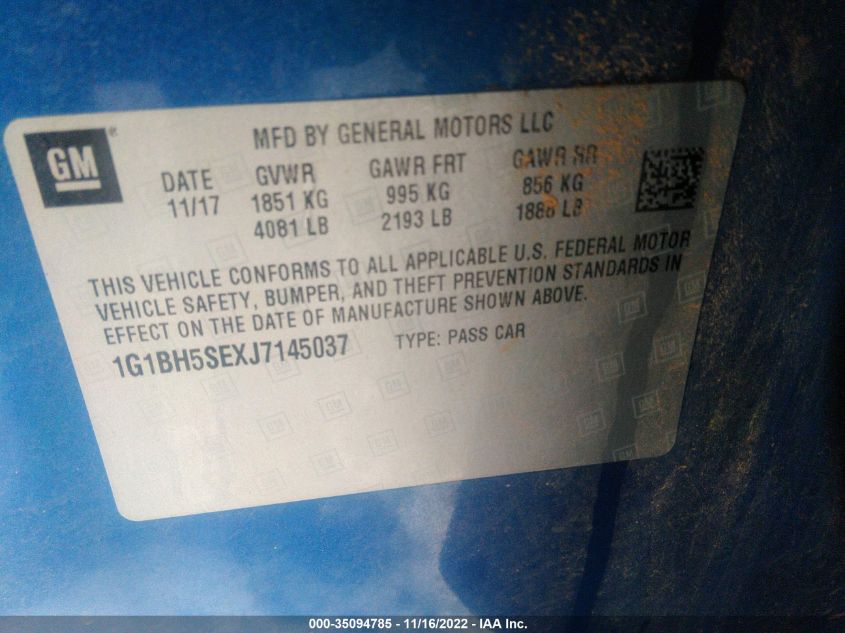 GM®
MFD BY GENERAL MOTORS LLC
DATE GVWR GAWR FRT GAWR RR
11/17 1851 KG 995 KG 856 KG
4081 LB 2193 LB 1888 LB
THIS VEHICLE CONFORMS TO ALL APPLICABLE U.S. FEDERAL MOTOR
VEHICLE SAFETY, BUMPER, AND THEFT PREVENTION STANDARDS IN
EFFECT ON THE DATE OF MANUFACTURE SHOWN ABOVE.
1G1BH5SEXJ7145037 TYPE: PASS CAR
000-35094785 - 11/16/2022 - IAA Inc.